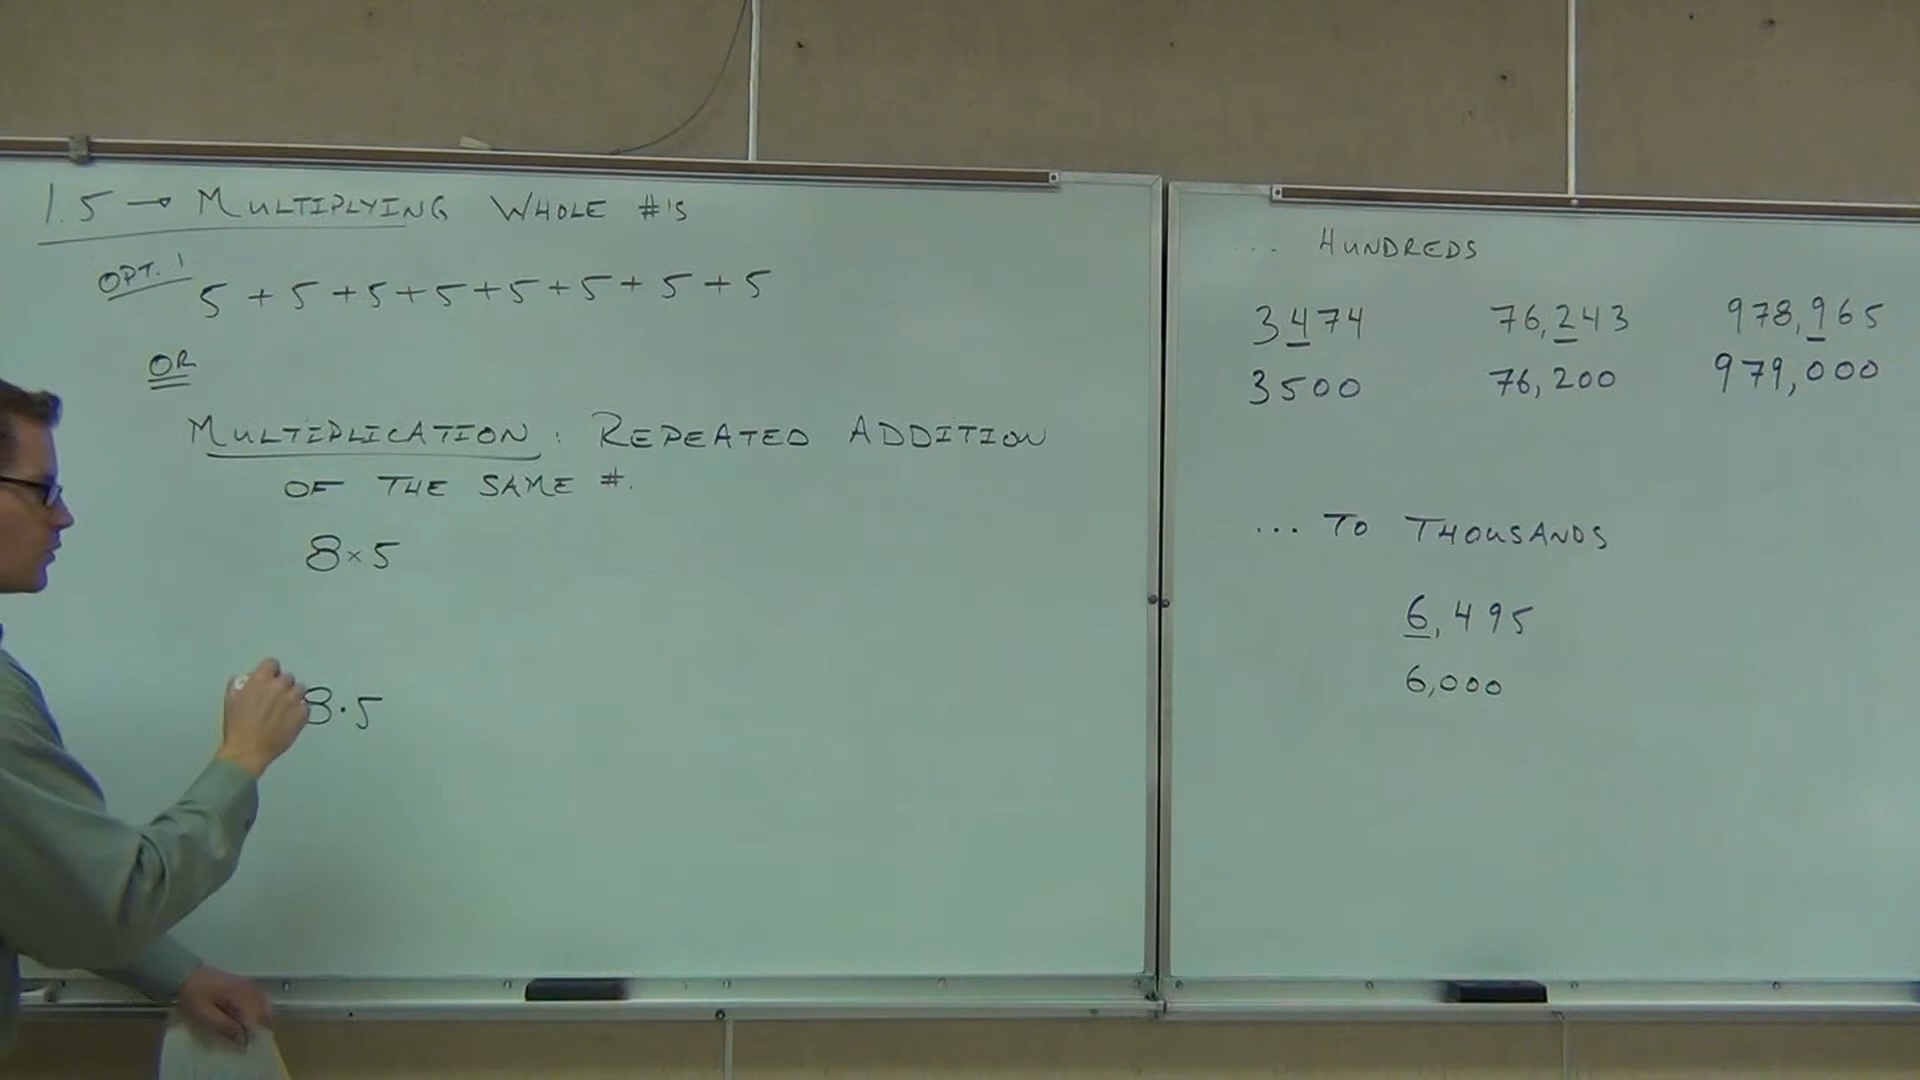 1.5 → MULTIPLYING WHOLE #'S
OPT. 1
5 + 5 + 5 + 5 + 5 + 5 + 5 + 5
OR
MULTIPLICATION : REPEATED ADDITION
OF THE SAME #.
8 × 5
8 · 5
... HUNDREDS
3474 76,243 978,965
3500 76,200 979,000
... TO THOUSANDS
6,495
6,000